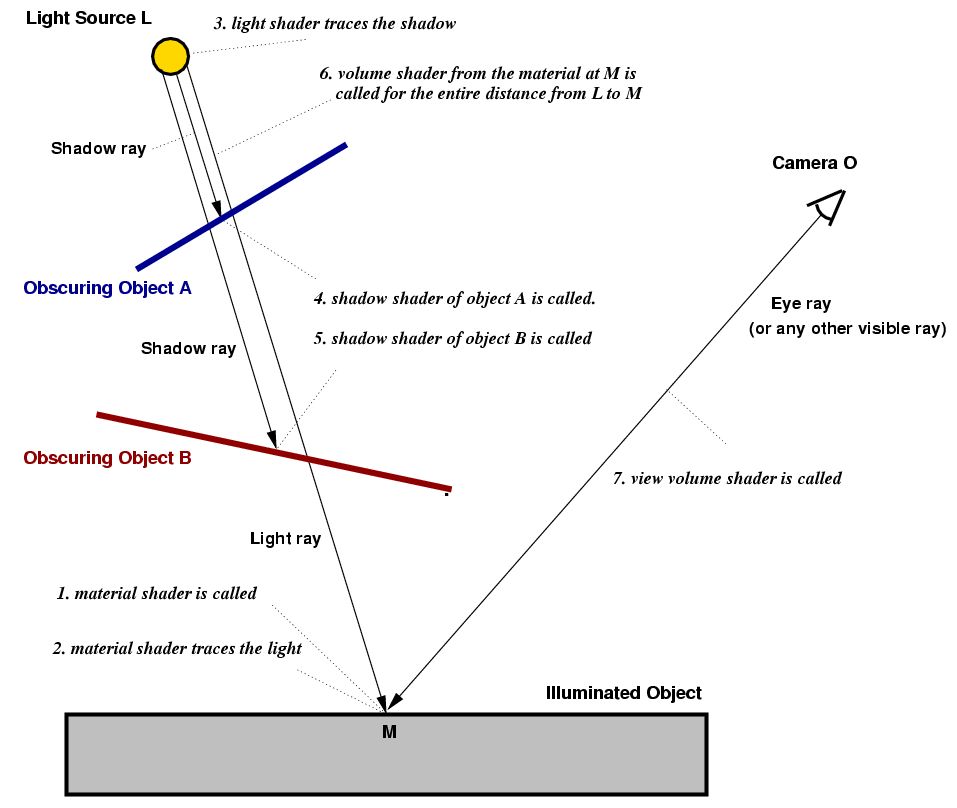 Light Source L
3. light shader traces the shadow
6. volume shader from the material at M is
called for the entire distance from L to M
Shadow ray
Camera O
Obscuring Object A
4. shadow shader of object A is called.
Eye ray
(or any other visible ray)
5. shadow shader of object B is called
Shadow ray
Obscuring Object B
7. view volume shader is called
Light ray
1. material shader is called
2. material shader traces the light
Illuminated Object
M